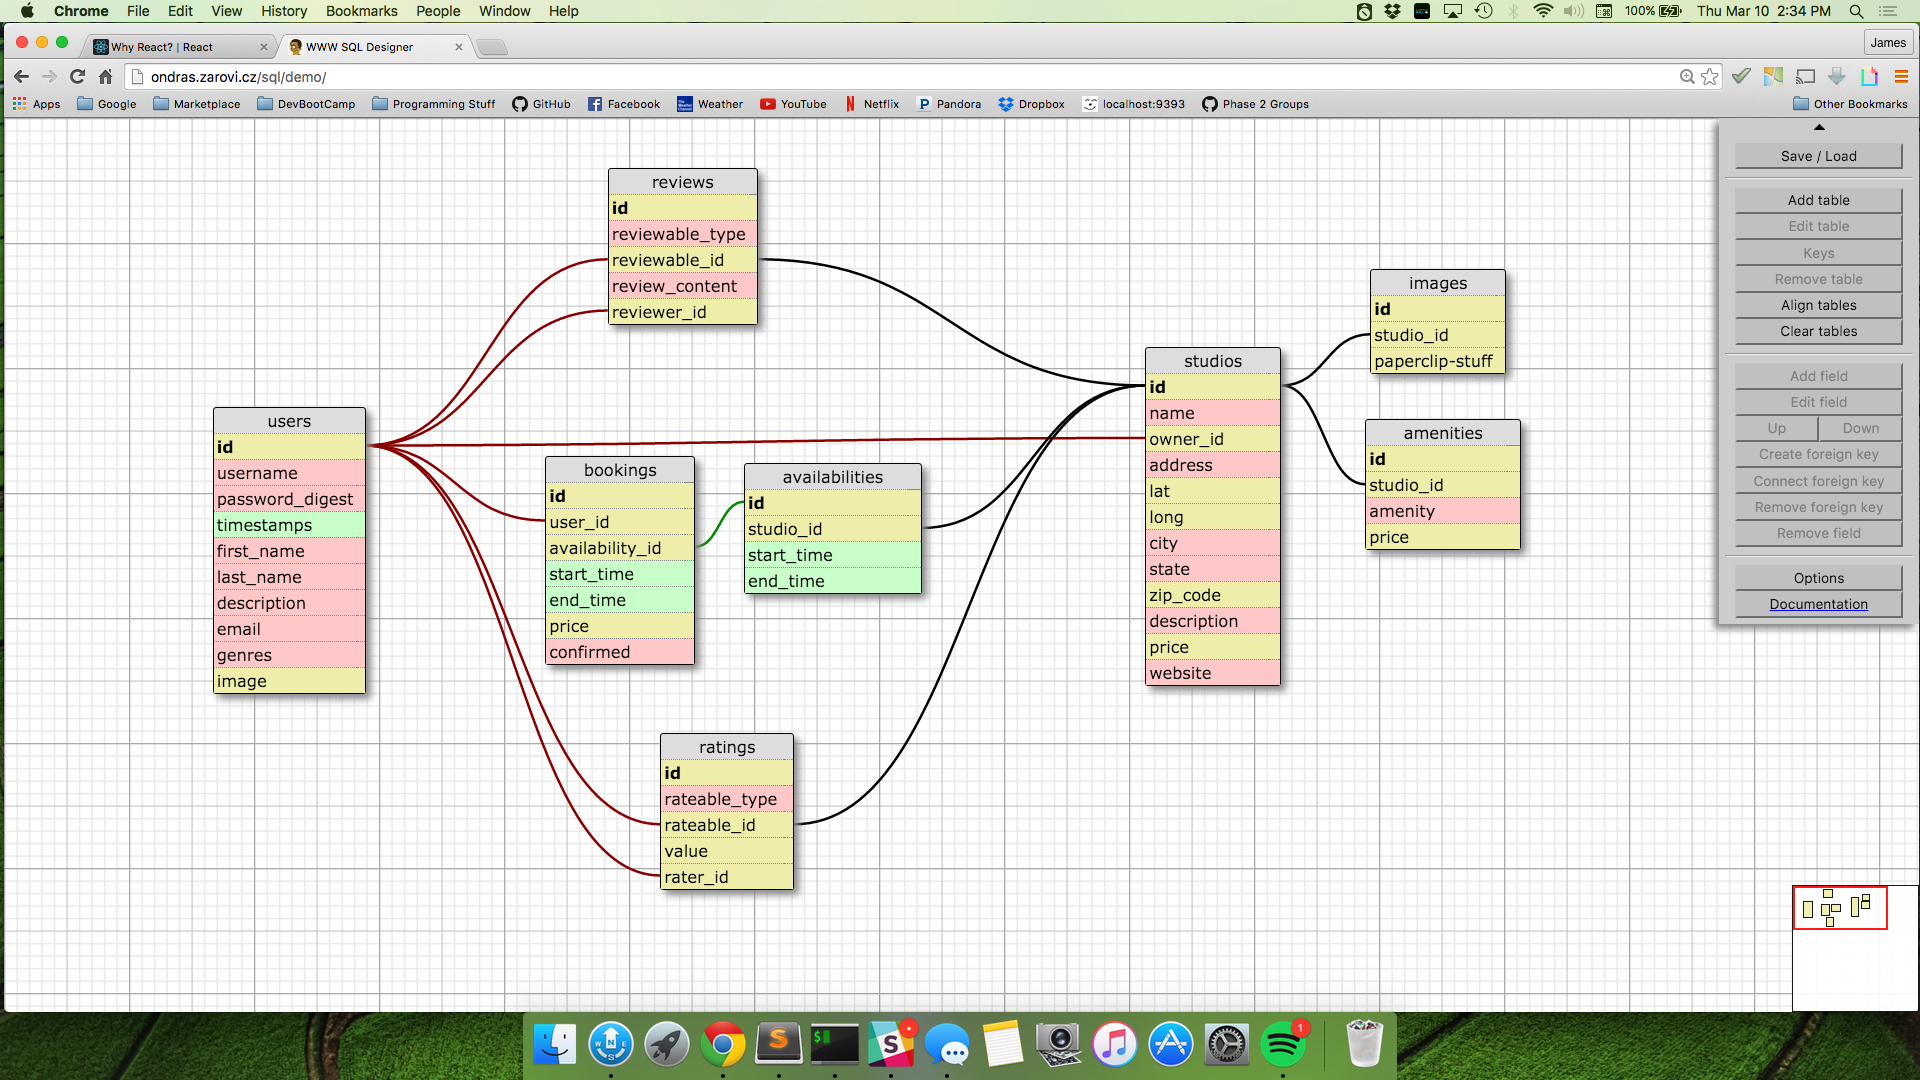 Chrome File Edit View History Bookmarks People Window Help 100% Thu Mar 10 2:34 PM
Why React? | React × WWW SQL Designer × James
ondras.zarovi.cz/sql/demo/
Apps Google Marketplace DevBootCamp Programming Stuff GitHub Facebook Weather YouTube Netflix Pandora Dropbox localhost:9393 Phase 2 Groups Other Bookmarks
reviews
id
reviewable_type
reviewable_id
review_content
reviewer_id
users
id
username
password_digest
timestamps
first_name
last_name
description
email
genres
image
bookings
id
user_id
availability_id
start_time
end_time
price
confirmed
availabilities
id
studio_id
start_time
end_time
ratings
id
rateable_type
rateable_id
value
rater_id
studios
id
name
owner_id
address
lat
long
city
state
zip_code
description
price
website
images
id
studio_id
paperclip-stuff
amenities
id
studio_id
amenity
price
Save / Load
Add table
Edit table
Keys
Remove table
Align tables
Clear tables
Add field
Edit field
Up Down
Create foreign key
Connect foreign key
Remove foreign key
Remove field
Options
Documentation
1